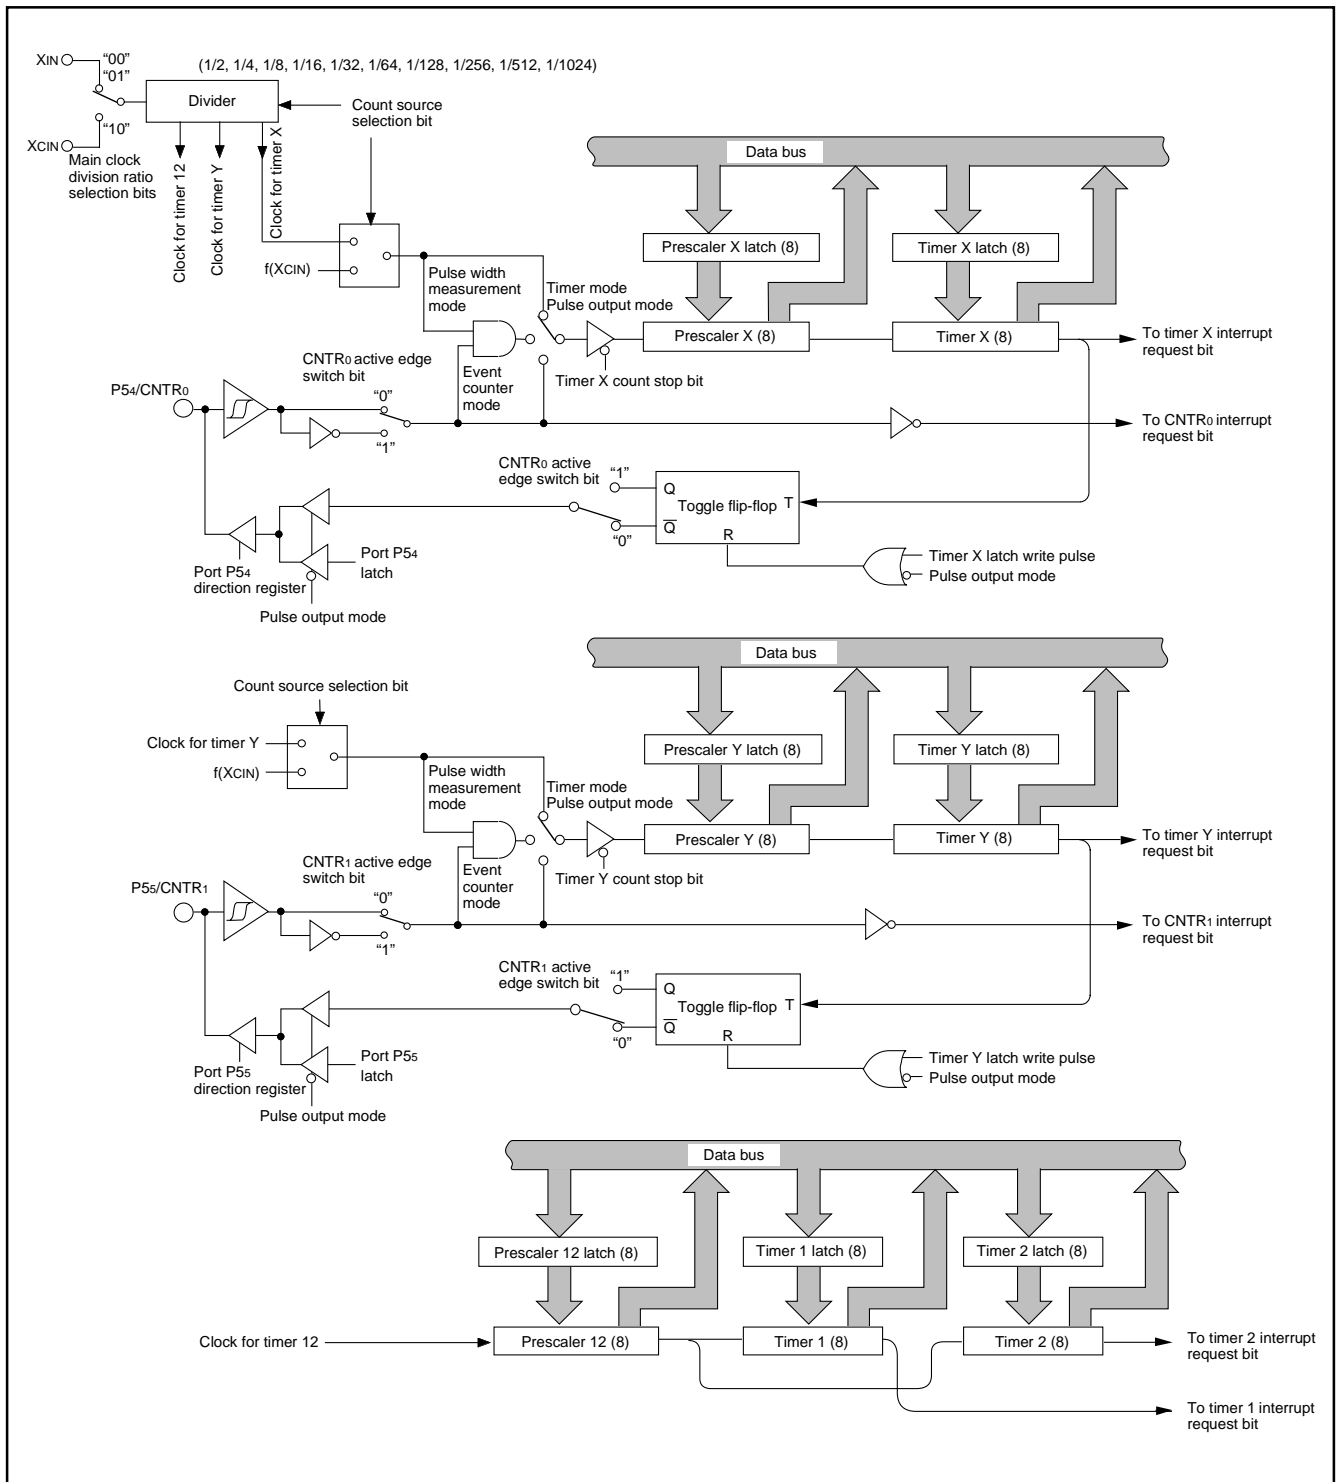 XIN
“00”
“01”
(1/2, 1/4, 1/8, 1/16, 1/32, 1/64, 1/128, 1/256, 1/512, 1/1024)
Divider
Count source
selection bit
XCIN
“10”
Main clock
division ratio
selection bits
Clock for timer 12
Clock for timer Y
Clock for timer X
Data bus
Prescaler X latch (8)
Timer X latch (8)
f(XCIN)
Pulse width
measurement
mode
Timer mode
Pulse output mode
Prescaler X (8)
Timer X (8)
To timer X interrupt
request bit
CNTR0 active edge
switch bit
Event
counter
mode
Timer X count stop bit
P54/CNTR0
“0”
“1”
To CNTR0 interrupt
request bit
CNTR0 active
edge switch bit
“1”
Q
Toggle flip-flop
T
Q
R
“0”
Port P54
latch
Port P54
direction register
Pulse output mode
Timer X latch write pulse
Pulse output mode
Data bus
Count source selection bit
Clock for timer Y
f(XCIN)
Prescaler Y latch (8)
Timer Y latch (8)
Pulse width
measurement
mode
Timer mode
Pulse output mode
Prescaler Y (8)
Timer Y (8)
To timer Y interrupt
request bit
CNTR1 active edge
switch bit
Event
counter
mode
Timer Y count stop bit
P55/CNTR1
“0”
“1”
To CNTR1 interrupt
request bit
CNTR1 active
edge switch bit
“1”
Q
Toggle flip-flop
T
Q
R
“0”
Port P55
latch
Port P55
direction register
Pulse output mode
Timer Y latch write pulse
Pulse output mode
Data bus
Prescaler 12 latch (8)
Timer 1 latch (8)
Timer 2 latch (8)
Clock for timer 12
Prescaler 12 (8)
Timer 1 (8)
Timer 2 (8)
To timer 2 interrupt
request bit
To timer 1 interrupt
request bit